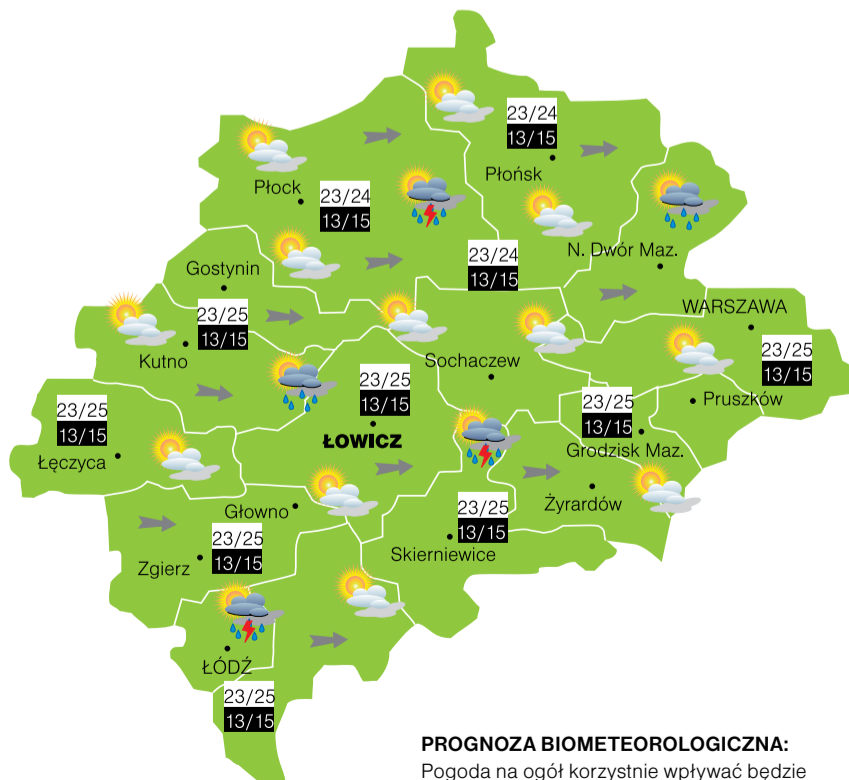 23/24
13/15
Płońsk
Płock
23/24
13/15
23/24
13/15
N. Dwór Maz.
Gostynin
WARSZAWA
23/25
13/15
Kutno
Sochaczew
23/25
13/15
23/25
13/15
Pruszków
23/25
13/15
ŁOWICZ
23/25
13/15
Grodzisk Maz.
Łęczyca
Żyrardów
Głowno
23/25
13/15
Skierniewice
23/25
13/15
Zgierz
ŁÓDŹ
23/25
13/15
PROGNOZA BIOMETEOROLOGICZNA:
Pogoda na ogół korzystnie wpływać będzie